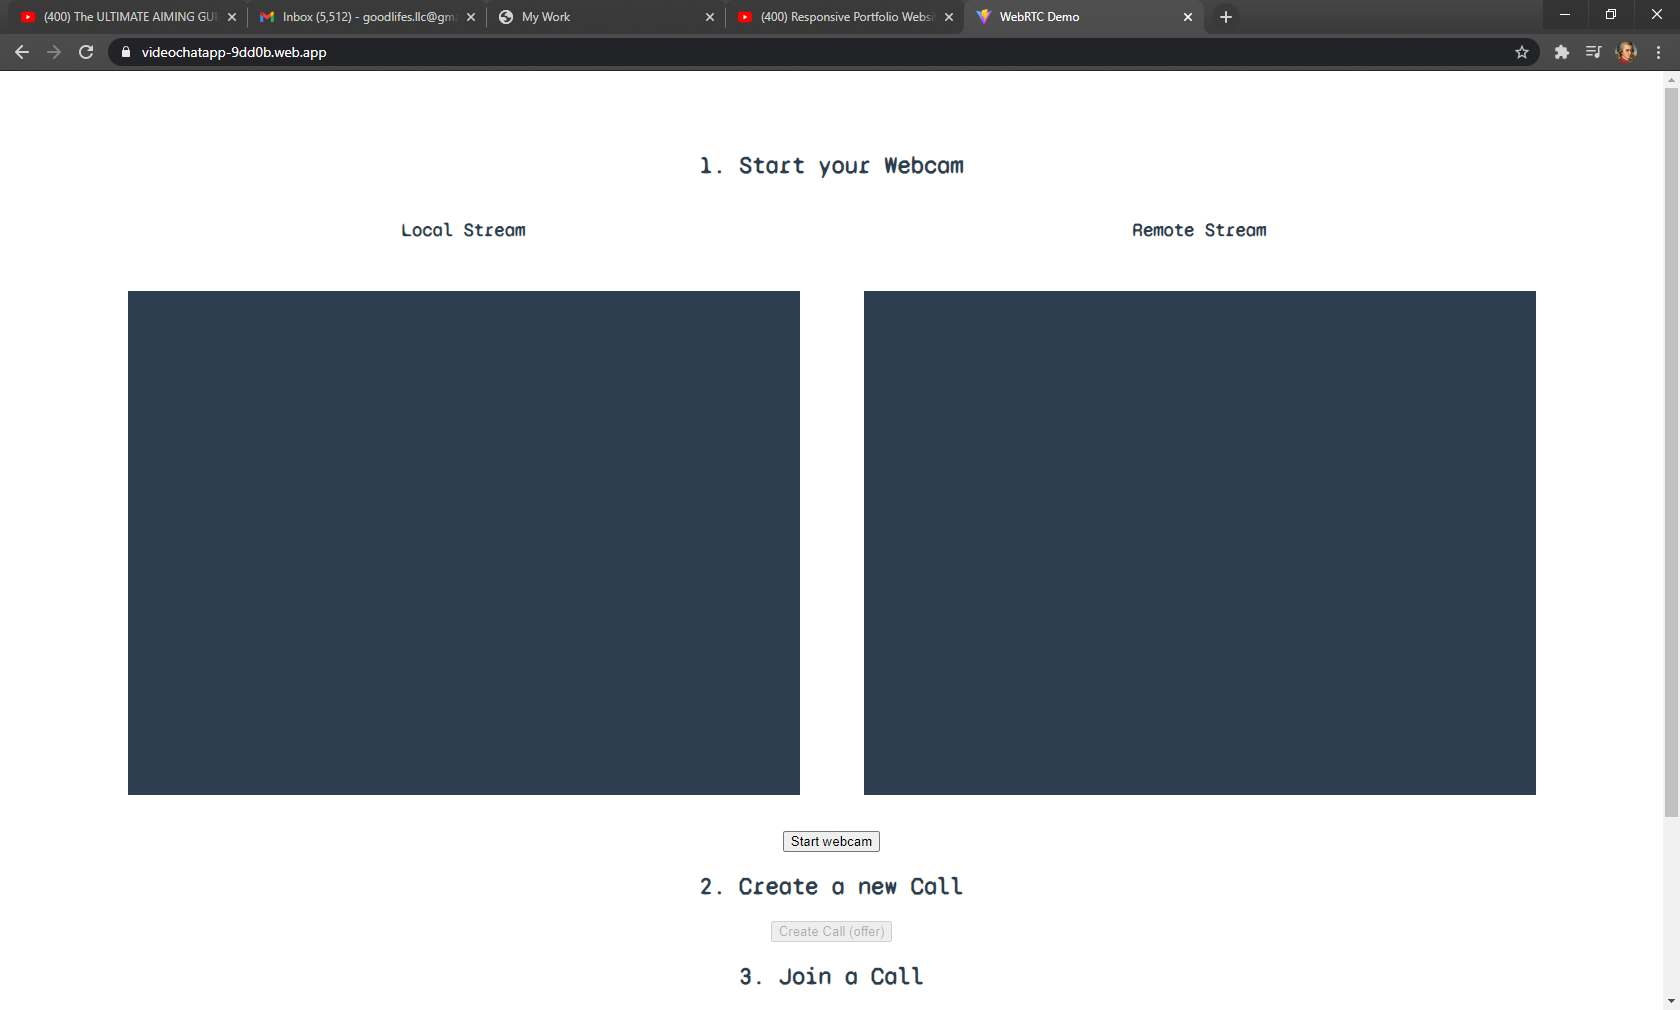 (400) The ULTIMATE AIMING GUI
Inbox (5,512) - goodlifes.llc@gm
My Work
(400) Responsive Portfolio Websi
WebRTC Demo
videochatapp-9dd0b.web.app
1. Start your Webcam
Local Stream
Remote Stream
Start webcam
2. Create a new Call
Create Call (offer)
3. Join a Call